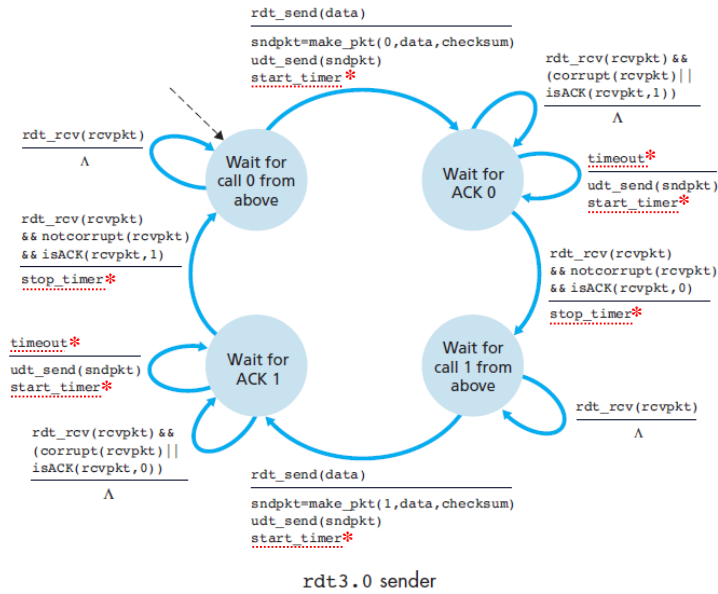 rdt_send(data)
sndpkt=make_pkt(0,data,checksum)
udt_send(sndpkt)
start_timer*
rdt_rcv(rcvpkt)&&
(corrupt(rcvpkt)||
isACK(rcvpkt,1))
Λ
rdt_rcv(rcvpkt)
Λ
Wait for
call 0 from
above
Wait for
ACK 0
timeout*
udt_send(sndpkt)
start_timer*
rdt_rcv(rcvpkt)
&& notcorrupt(rcvpkt)
&& isACK(rcvpkt,1)
stop_timer*
rdt_rcv(rcvpkt)
&& notcorrupt(rcvpkt)
&& isACK(rcvpkt,0)
stop_timer*
timeout*
udt_send(sndpkt)
start_timer*
Wait for
ACK 1
Wait for
call 1 from
above
rdt_rcv(rcvpkt)
Λ
rdt_rcv(rcvpkt)&&
(corrupt(rcvpkt)||
isACK(rcvpkt,0))
Λ
rdt_send(data)
sndpkt=make_pkt(1,data,checksum)
udt_send(sndpkt)
start_timer*
rdt3.0 sender